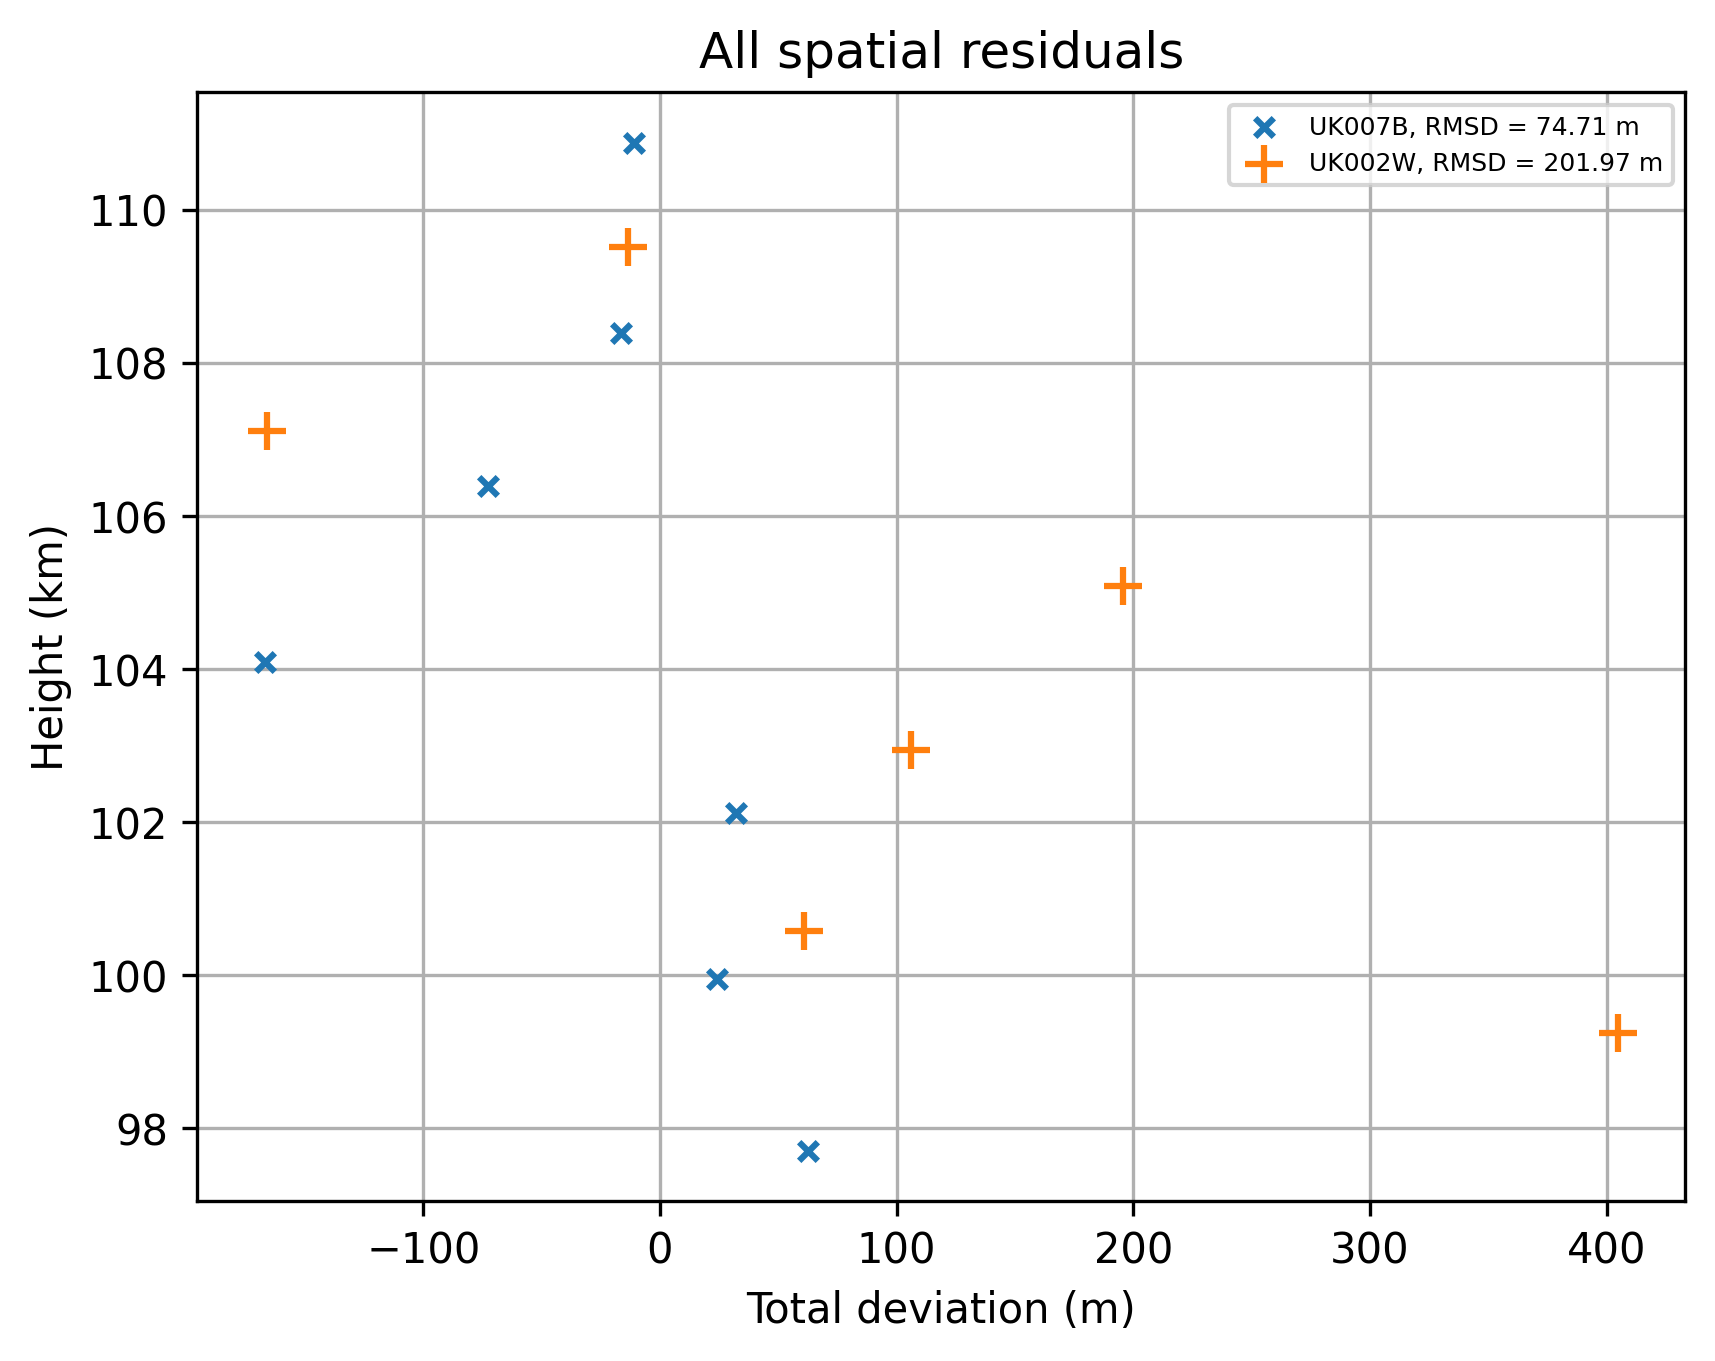 All spatial residuals
UK007B, RMSD = 74.71 m
UK002W, RMSD = 201.97 m
110
108
106
104
102
100
98
Height (km)
−100 0 100 200 300 400
Total deviation (m)